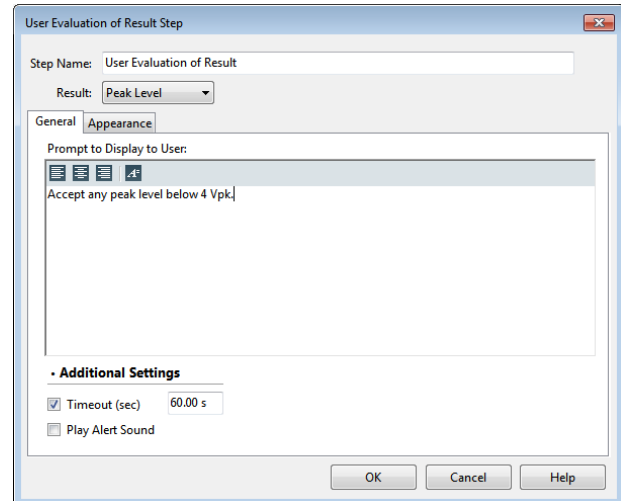 User Evaluation of Result Step
Step Name: User Evaluation of Result
Result: Peak Level
General Appearance
Prompt to Display to User:
Accept any peak level below 4 Vpk.
• Additional Settings
Timeout (sec) 60.00 s
Play Alert Sound
OK Cancel Help